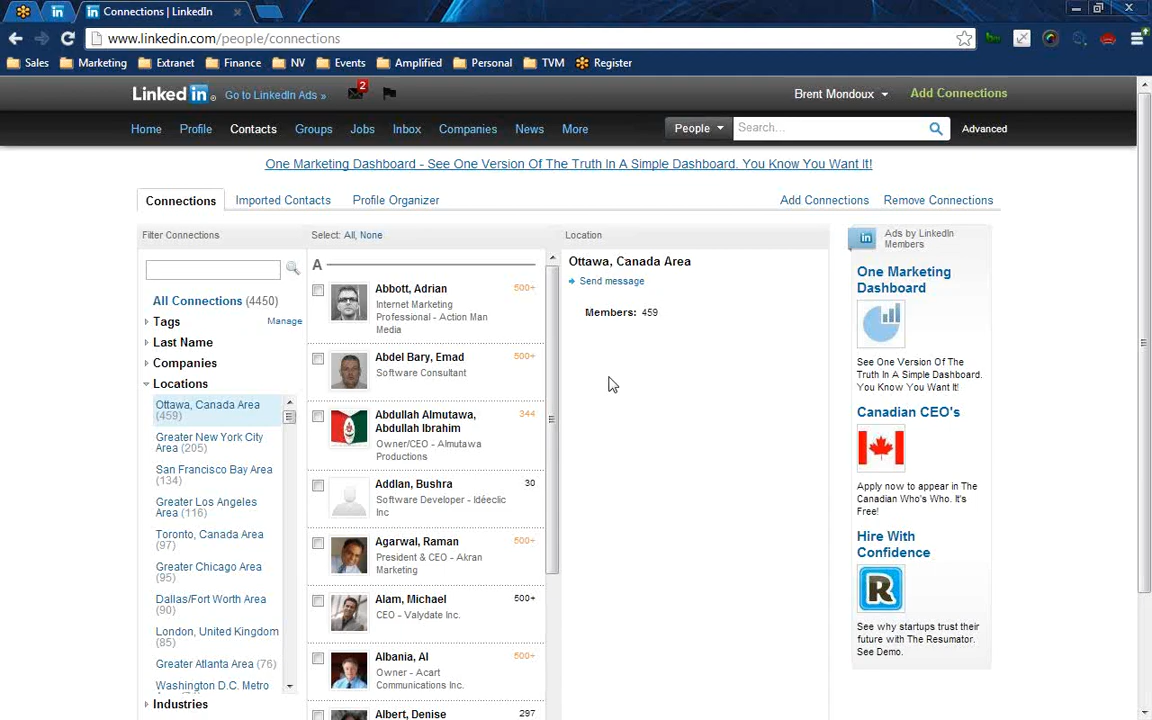 Connections | LinkedIn
www.linkedin.com/people/connections
Sales Marketing Extranet Finance NV Events Amplified Personal TVM Register
Linked in Go to LinkedIn Ads » 2 Brent Mondoux Add Connections
Home Profile Contacts Groups Jobs Inbox Companies News More People Search... Advanced
One Marketing Dashboard - See One Version Of The Truth In A Simple Dashboard. You Know You Want It!
Connections Imported Contacts Profile Organizer Add Connections Remove Connections
Filter Connections
All Connections (4450)
Tags Manage
Last Name
Companies
Locations
Ottawa, Canada Area
(459)
Greater New York City
Area (205)
San Francisco Bay Area
(134)
Greater Los Angeles
Area (116)
Toronto, Canada Area
(97)
Greater Chicago Area
(95)
Dallas/Fort Worth Area
(90)
London, United Kingdom
(85)
Greater Atlanta Area (76)
Washington D.C. Metro
Industries
Select: All, None
A
Abbott, Adrian 500+
Internet Marketing
Professional - Action Man
Media
Abdel Bary, Emad 500+
Software Consultant
Abdullah Almutawa, 344
Abdullah Ibrahim
Owner/CEO - Almutawa
Productions
Addlan, Bushra 30
Software Developer - Idéeclic
Inc
Agarwal, Raman 500+
President & CEO - Akran
Marketing
Alam, Michael 500+
CEO - Valydate Inc.
Albania, Al 500+
Owner - Acart
Communications Inc.
Albert, Denise 297
Location
Ottawa, Canada Area
Send message
Members: 459
in Ads by LinkedIn
Members
One Marketing
Dashboard
See One Version Of The
Truth In A Simple Dashboard.
You Know You Want It!
Canadian CEO's
Apply now to appear in The
Canadian Who's Who. It's
Free!
Hire With
Confidence
R
See why startups trust their
future with The Resumator.
See Demo.